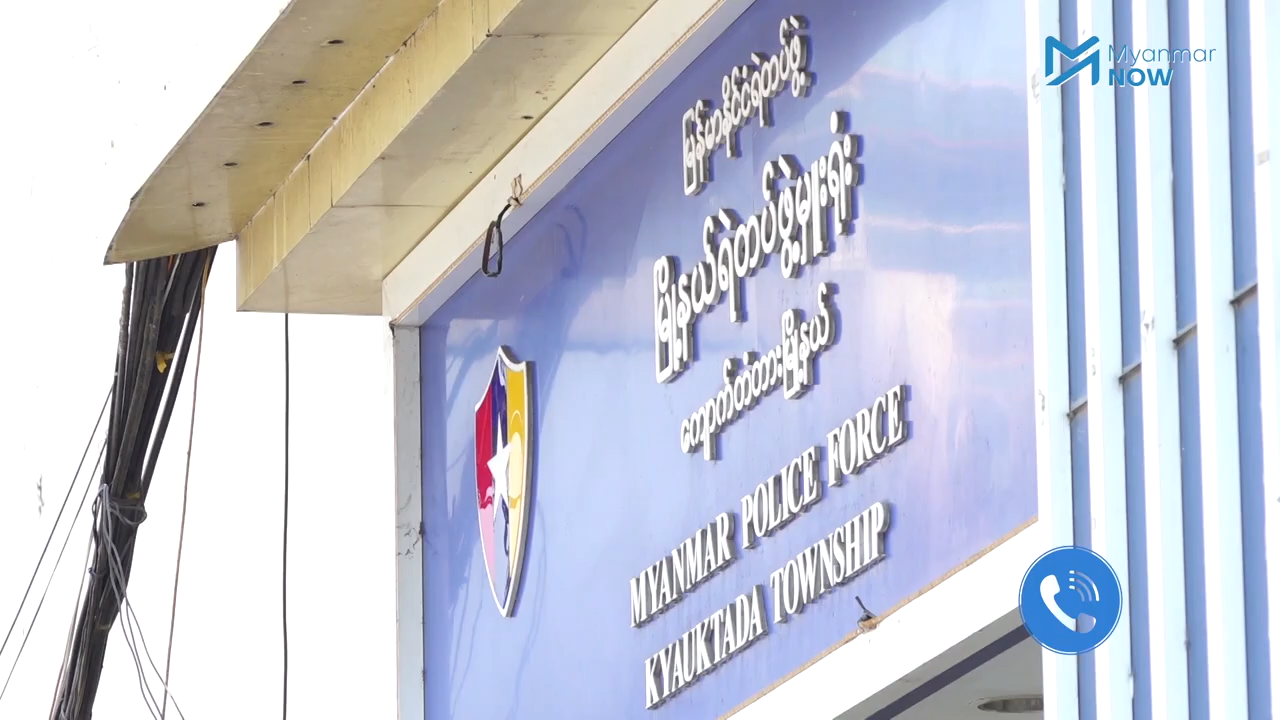 Myanmar
NOW
မြန်မာနိုင်ငံရဲတပ်ဖွဲ့
မြို့နယ်ရဲတပ်ဖွဲ့မှူးရုံး
ကျောက်တံတားမြို့နယ်
MYANMAR POLICE FORCE
KYAUKTADA TOWNSHIP